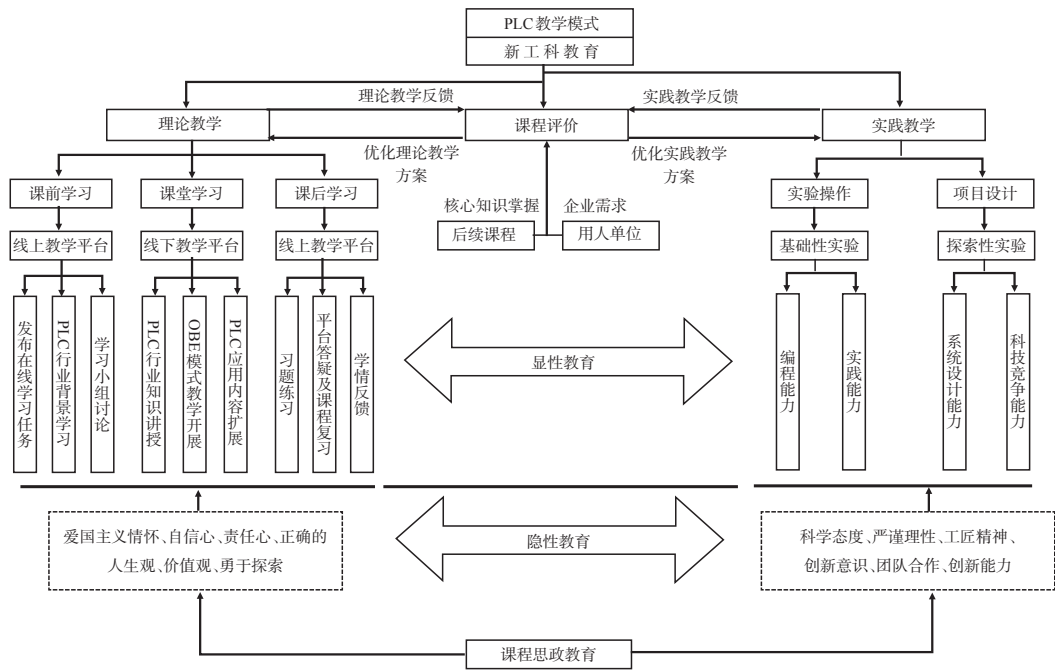 PLC教学模式
新工科教育
理论教学反馈
实践教学反馈
理论教学
课程评价
实践教学
优化理论教学
方案
优化实践教学
方案
课前学习
课堂学习
课后学习
实验操作
项目设计
核心知识掌握
企业需求
后续课程
用人单位
线上教学平台
线下教学平台
线上教学平台
基础性实验
探索性实验
发布在线学习任务
PLC行业背景学习
学习小组讨论
PLC行业知识讲授
OBE模式教学开展
PLC应用内容扩展
习题练习
平台答疑及课程复习
学情反馈
显性教育
编程能力
实践能力
系统设计能力
科技竞争能力
爱国主义情怀、自信心、责任心、正确的
人生观、价值观、勇于探索
隐性教育
科学态度、严谨理性、工匠精神、
创新意识、团队合作、创新能力
课程思政教育